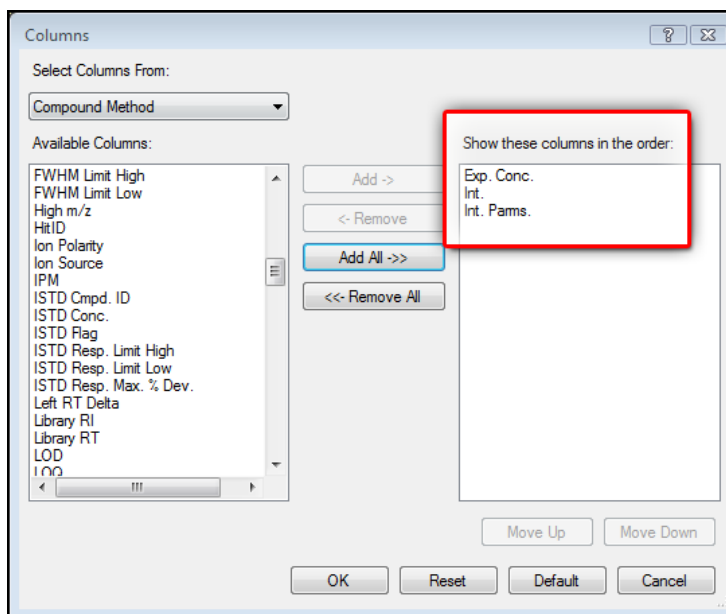 Columns
Select Columns From:
Compound Method
Available Columns:
FWHM Limit High
FWHM Limit Low
High m/z
HitID
Ion Polarity
Ion Source
IPM
ISTD Cmpd. ID
ISTD Conc.
ISTD Flag
ISTD Resp. Limit High
ISTD Resp. Limit Low
ISTD Resp. Max. % Dev.
Left RT Delta
Library RI
Library RT
LOD
LOQ
Add ->
<- Remove
Add All ->>
<<- Remove All
Show these columns in the order:
Exp. Conc.
Int.
Int. Parms.
Move Up
Move Down
OK
Reset
Default
Cancel